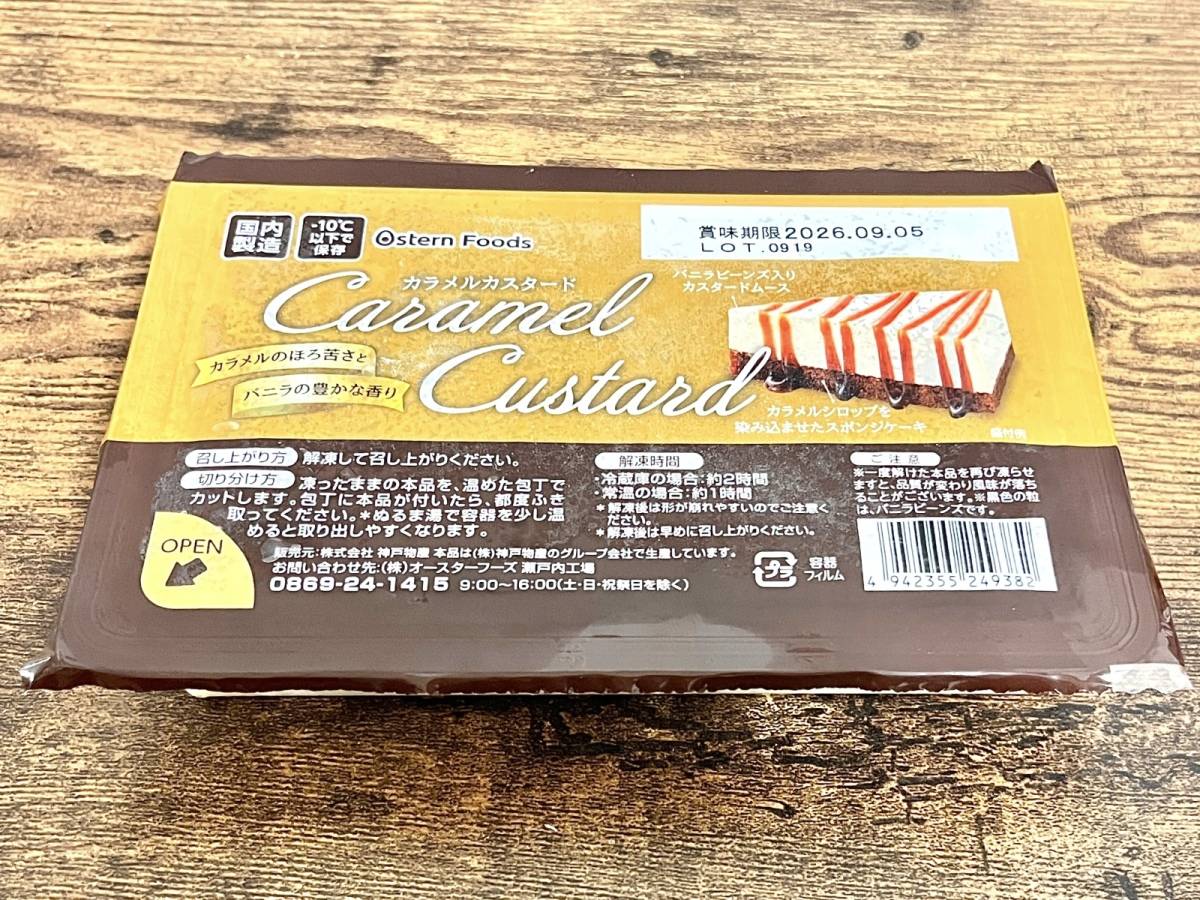 国内製造
-10℃以下で保存
Ostern Foods
賞味期限2026.09.05
LOT.0919
カラメルカスタード
Caramel
Custard
カラメルのほろ苦さと
バニラの豊かな香り
バニラビーンズ入り
カスタードムース
カラメルシロップを
染み込ませたスポンジケーキ
盛付例
召し上がり方 解凍して召し上がりください。
切り分け方 凍ったままの本品を、温めた包丁で
カットします。包丁に本品が付いたら、都度ふき
取ってください。*ぬるま湯で容器を少し温
めると取り出しやすくなります。
解凍時間
・冷蔵庫の場合:約2時間
・常温の場合:約1時間
*解凍後は形が崩れやすいのでご注意く
ださい。
*解凍後は早めに召し上がりください。
ご注意
※一度解けた本品を再び凍らせ
ますと、品質が変わり風味が落ち
ることがございます。※黒色の粒
は、バニラビーンズです。
OPEN
販売元:株式会社 神戸物産 本品は(株)神戸物産のグループ会社で生産しています。
お問い合わせ先:(株)オースターフーズ 瀬戸内工場
0869-24-1415 9:00~16:00(土・日・祝祭日を除く)
プラ
容器
フィルム
4 942355 249382